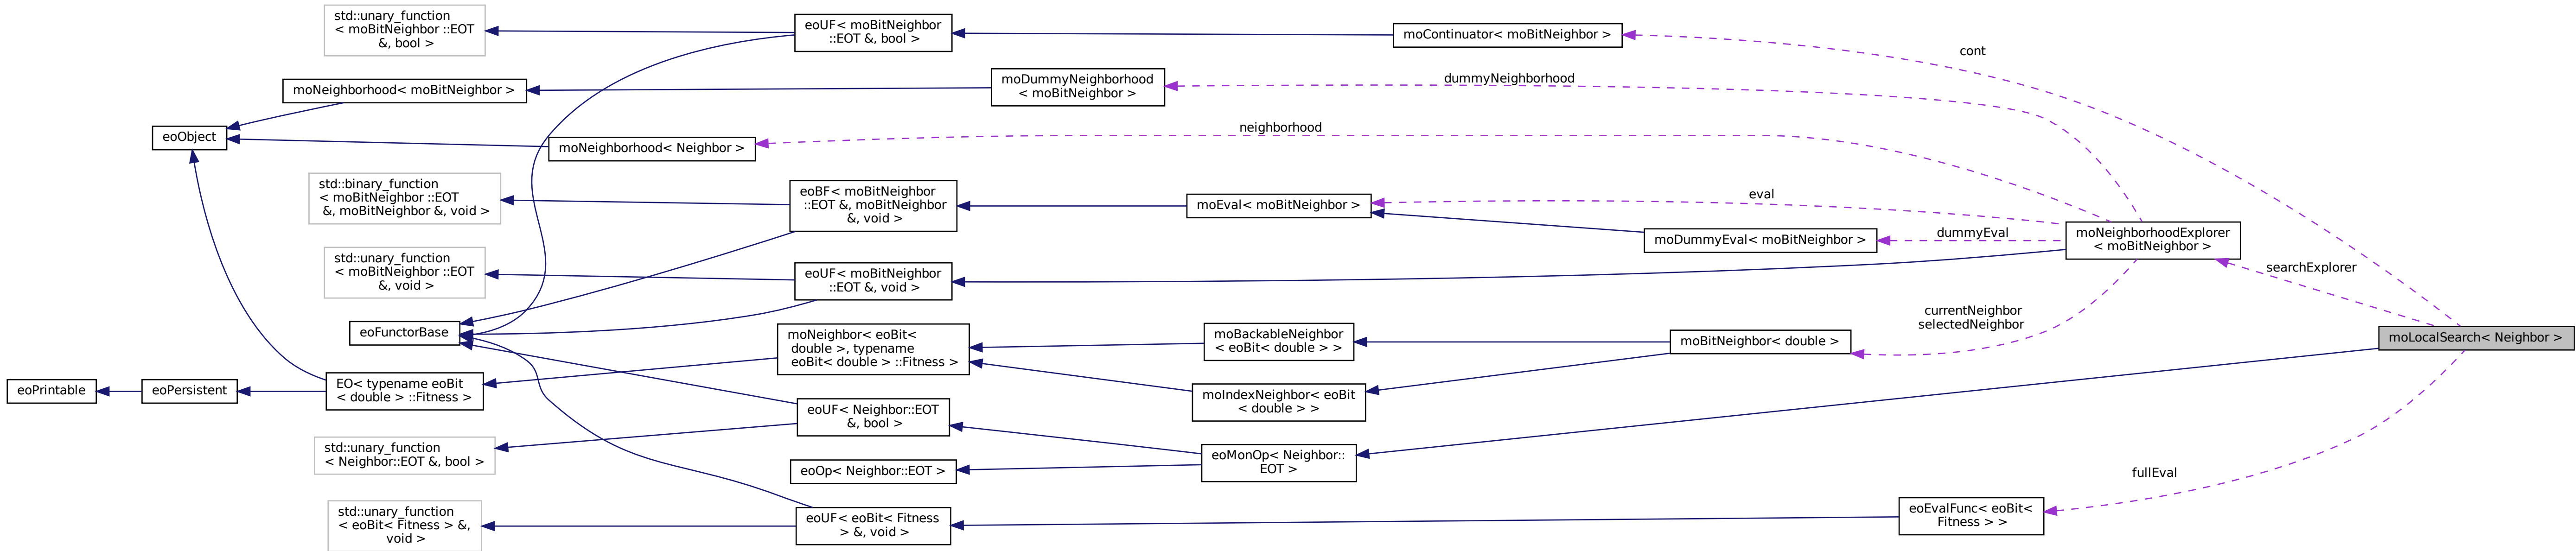 std::unary_function
< moBitNeighbor ::EOT
&, bool >
eoUF< moBitNeighbor
::EOT &, bool >
moContinuator< moBitNeighbor >
cont
moNeighborhood< moBitNeighbor >
moDummyNeighborhood
< moBitNeighbor >
dummyNeighborhood
eoObject
moNeighborhood< Neighbor >
neighborhood
std::binary_function
< moBitNeighbor ::EOT
&, moBitNeighbor &, void >
eoBF< moBitNeighbor
::EOT &, moBitNeighbor
&, void >
moEval< moBitNeighbor >
eval
moDummyEval< moBitNeighbor >
dummyEval
moNeighborhoodExplorer
< moBitNeighbor >
std::unary_function
< moBitNeighbor ::EOT
&, void >
eoUF< moBitNeighbor
::EOT &, void >
searchExplorer
eoFunctorBase
moNeighbor< eoBit<
double >, typename
eoBit< double > ::Fitness >
moBackableNeighbor
< eoBit< double > >
moBitNeighbor< double >
currentNeighbor
selectedNeighbor
moLocalSearch< Neighbor >
eoPrintable
eoPersistent
EO< typename eoBit
< double > ::Fitness >
moIndexNeighbor< eoBit
< double > >
eoUF< Neighbor::EOT
&, bool >
std::unary_function
< Neighbor::EOT &, bool >
eoOp< Neighbor::EOT >
eoMonOp< Neighbor::
EOT >
fullEval
std::unary_function
< eoBit< Fitness > &,
void >
eoUF< eoBit< Fitness
> &, void >
eoEvalFunc< eoBit<
Fitness > >